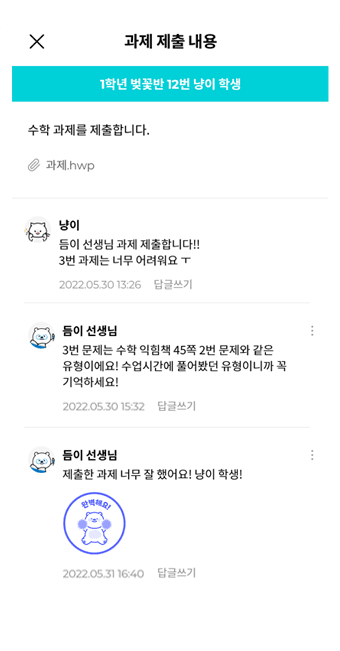 과제 제출 내용
1학년 벚꽃반 12번 냥이 학생
수학 과제를 제출합니다.
과제.hwp
냥이
듬이 선생님 과제 제출합니다!!
3번 과제는 너무 어려워요 ㅜ
2022.05.30 13:26 답글쓰기
듬이 선생님
3번 문제는 수학 익힘책 45쪽 2번 문제와 같은
유형이에요! 수업시간에 풀어봤던 유형이니까 꼭
기억하세요!
2022.05.30 15:32 답글쓰기
듬이 선생님
제출한 과제 너무 잘 했어요! 냥이 학생!
완벽해요!
2022.05.31 16:40 답글쓰기